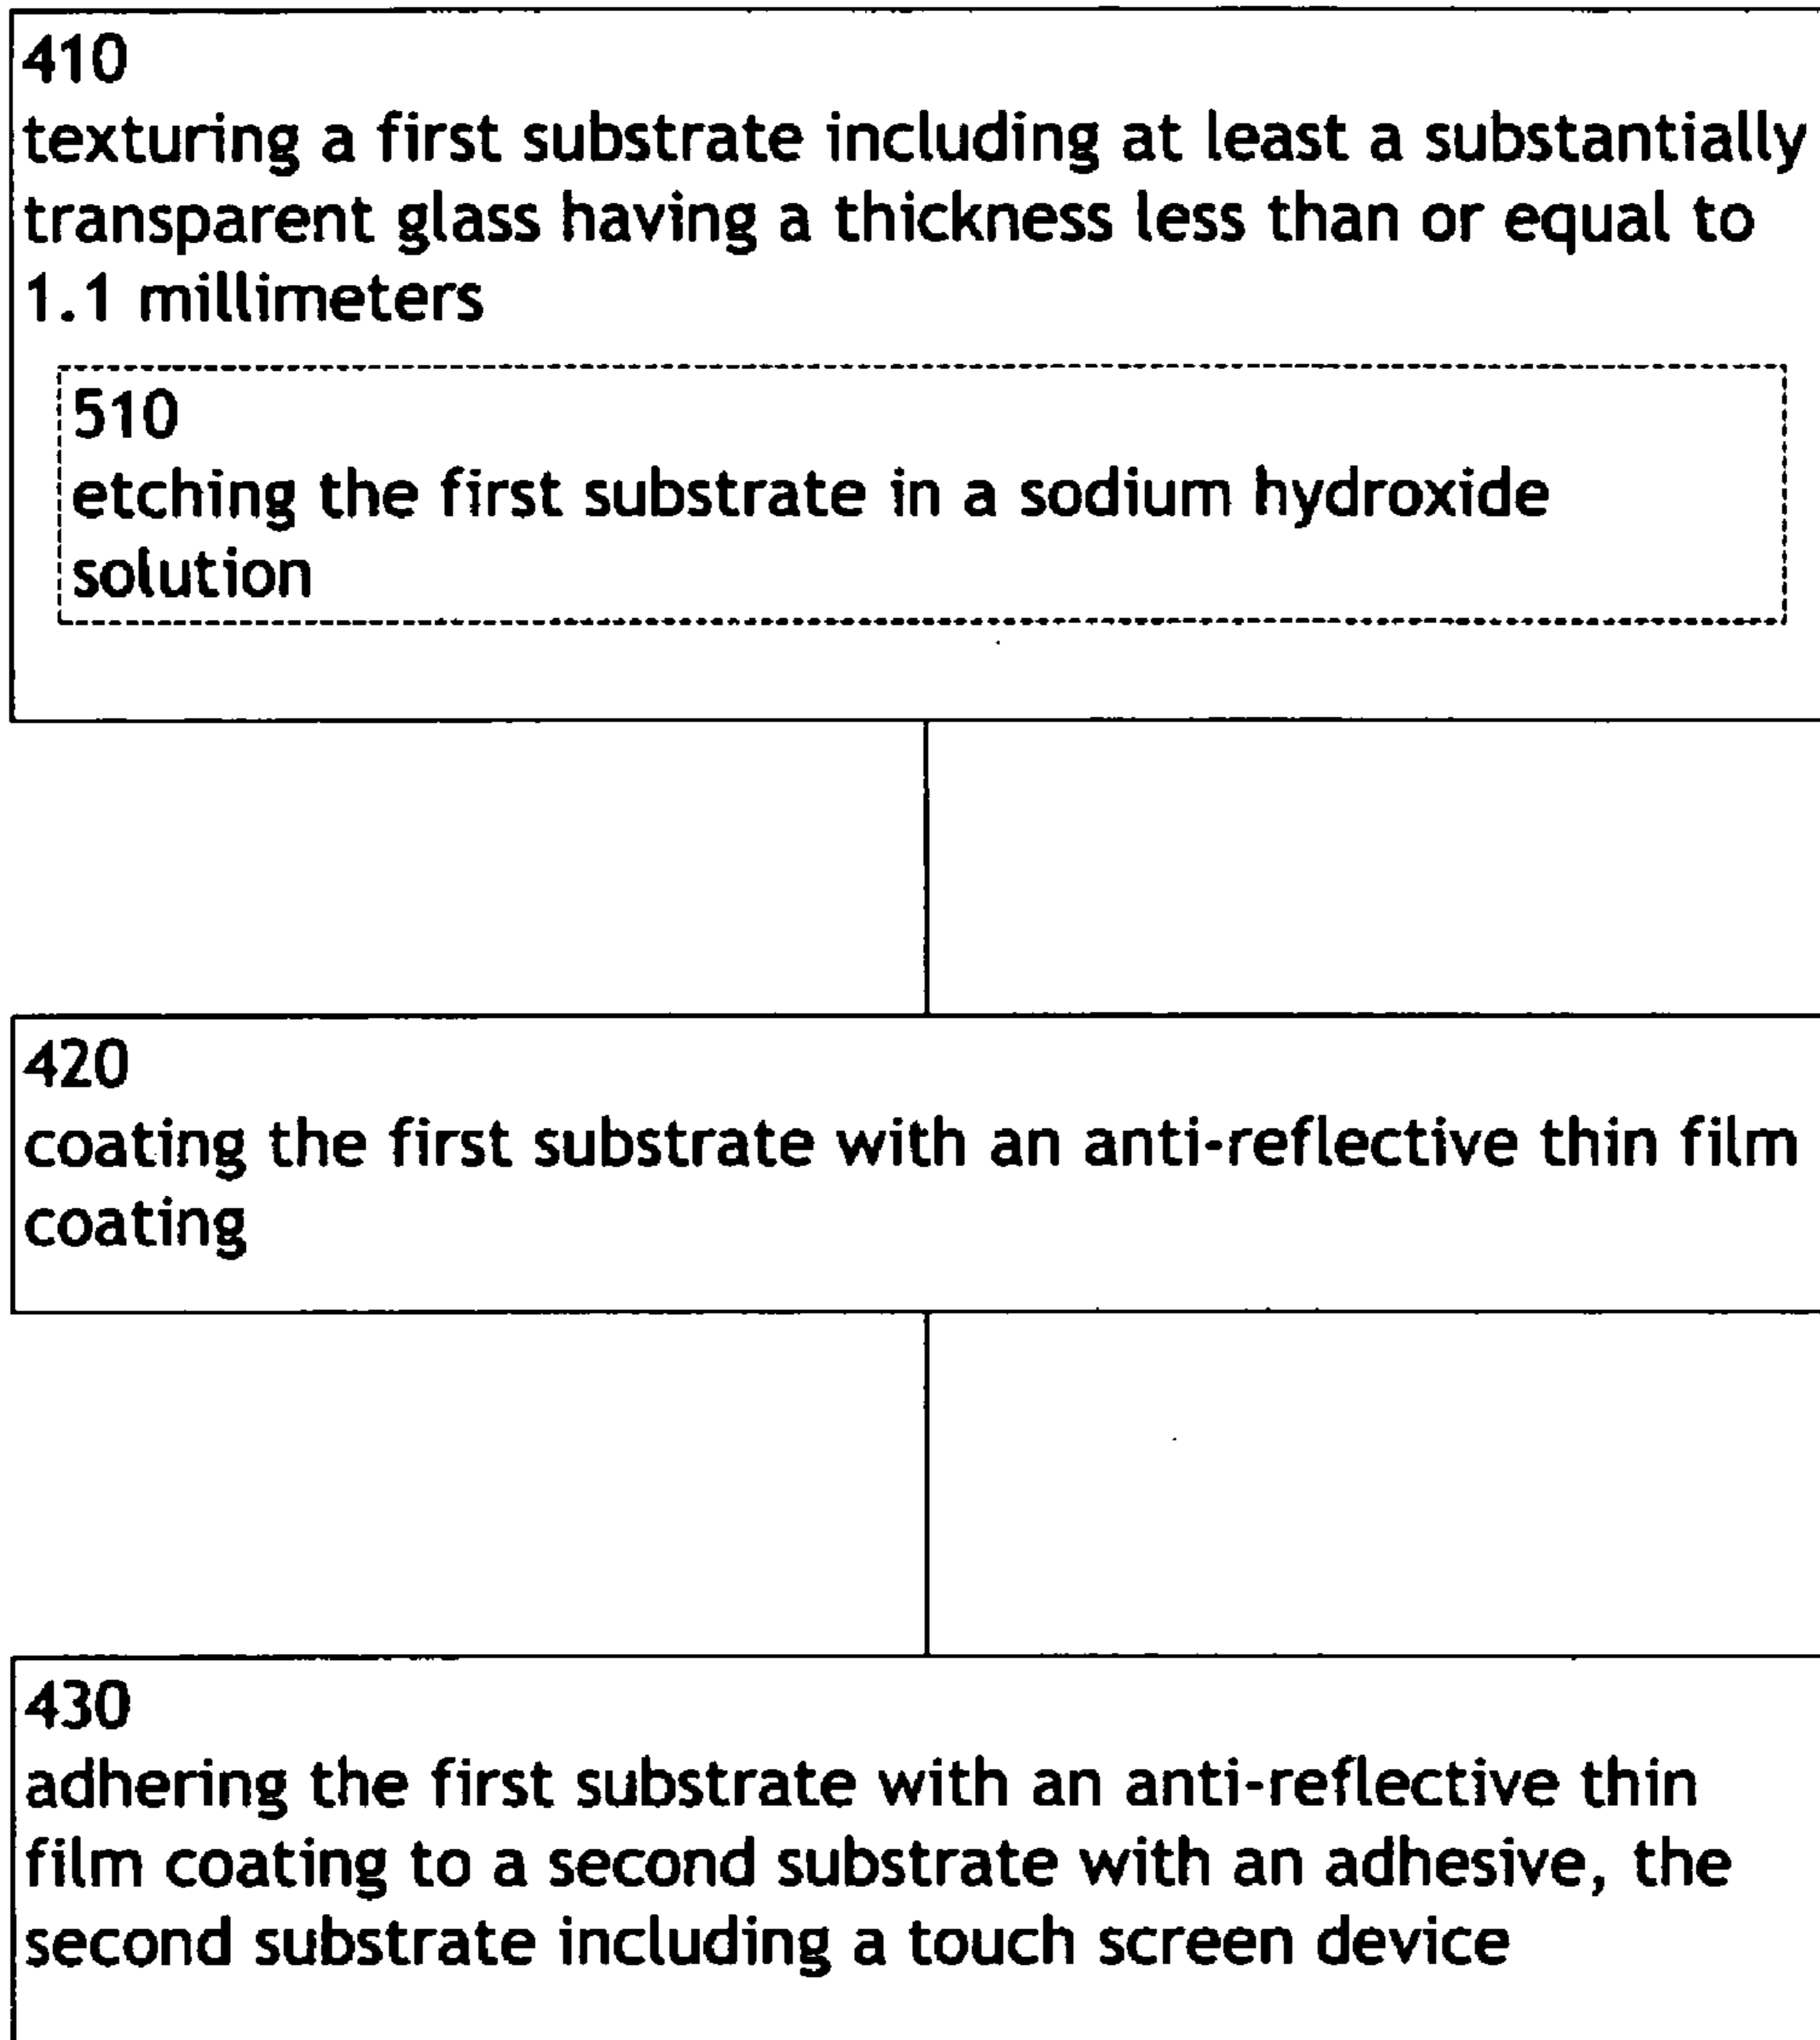 410
texturing a first substrate including at least a substantially
transparent glass having a thickness less than or equal to
1.1 millimeters
510
etching the first substrate in a sodium hydroxide
solution
420
coating the first substrate with an anti-reflective thin film
coating
430
adhering the first substrate with an anti-reflective thin
film coating to a second substrate with an adhesive, the
second substrate including a touch screen device